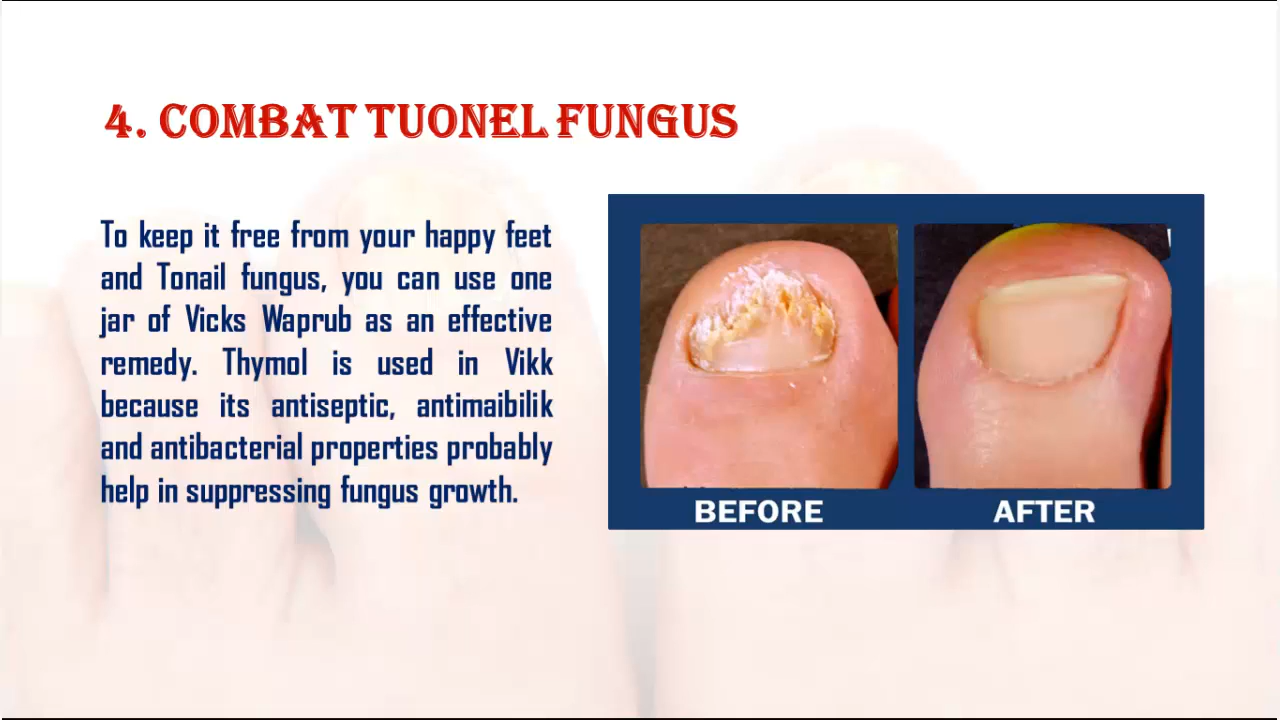 4. COMBAT TUONEL FUNGUS
To keep it free from your happy feet
and Tonail fungus, you can use one
jar of Vicks Waprub as an effective
remedy. Thymol is used in Vikk
because its antiseptic, antimaibilik
and antibacterial properties probably
help in suppressing fungus growth.
BEFORE
AFTER